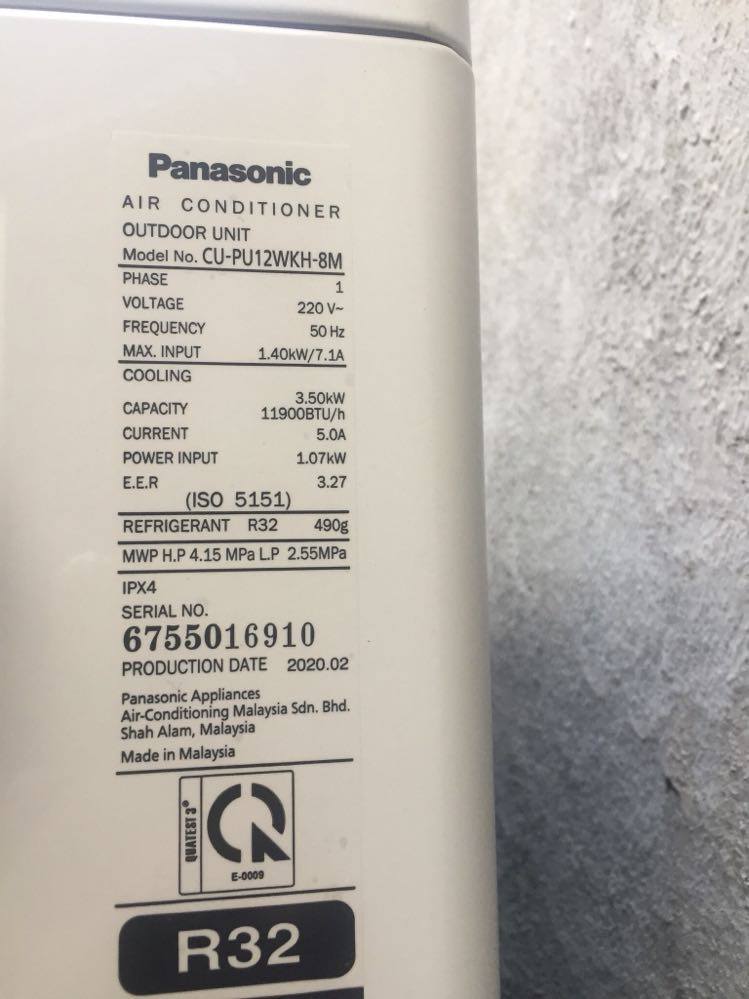 Panasonic
AIR CONDITIONER
OUTDOOR UNIT
Model No. CU-PU12WKH-8M
PHASE 1
VOLTAGE 220 V~
FREQUENCY 50 Hz
MAX. INPUT 1.40kW/7.1A
COOLING
CAPACITY 3.50kW
11900BTU/h
CURRENT 5.0A
POWER INPUT 1.07kW
E.E.R 3.27
(ISO 5151)
REFRIGERANT R32 490g
MWP H.P 4.15 MPa L.P 2.55MPa
IPX4
SERIAL NO.
6755016910
PRODUCTION DATE 2020.02
Panasonic Appliances
Air-Conditioning Malaysia Sdn. Bhd.
Shah Alam, Malaysia
Made in Malaysia
QUATEST 3®
CR
E-0009
R32